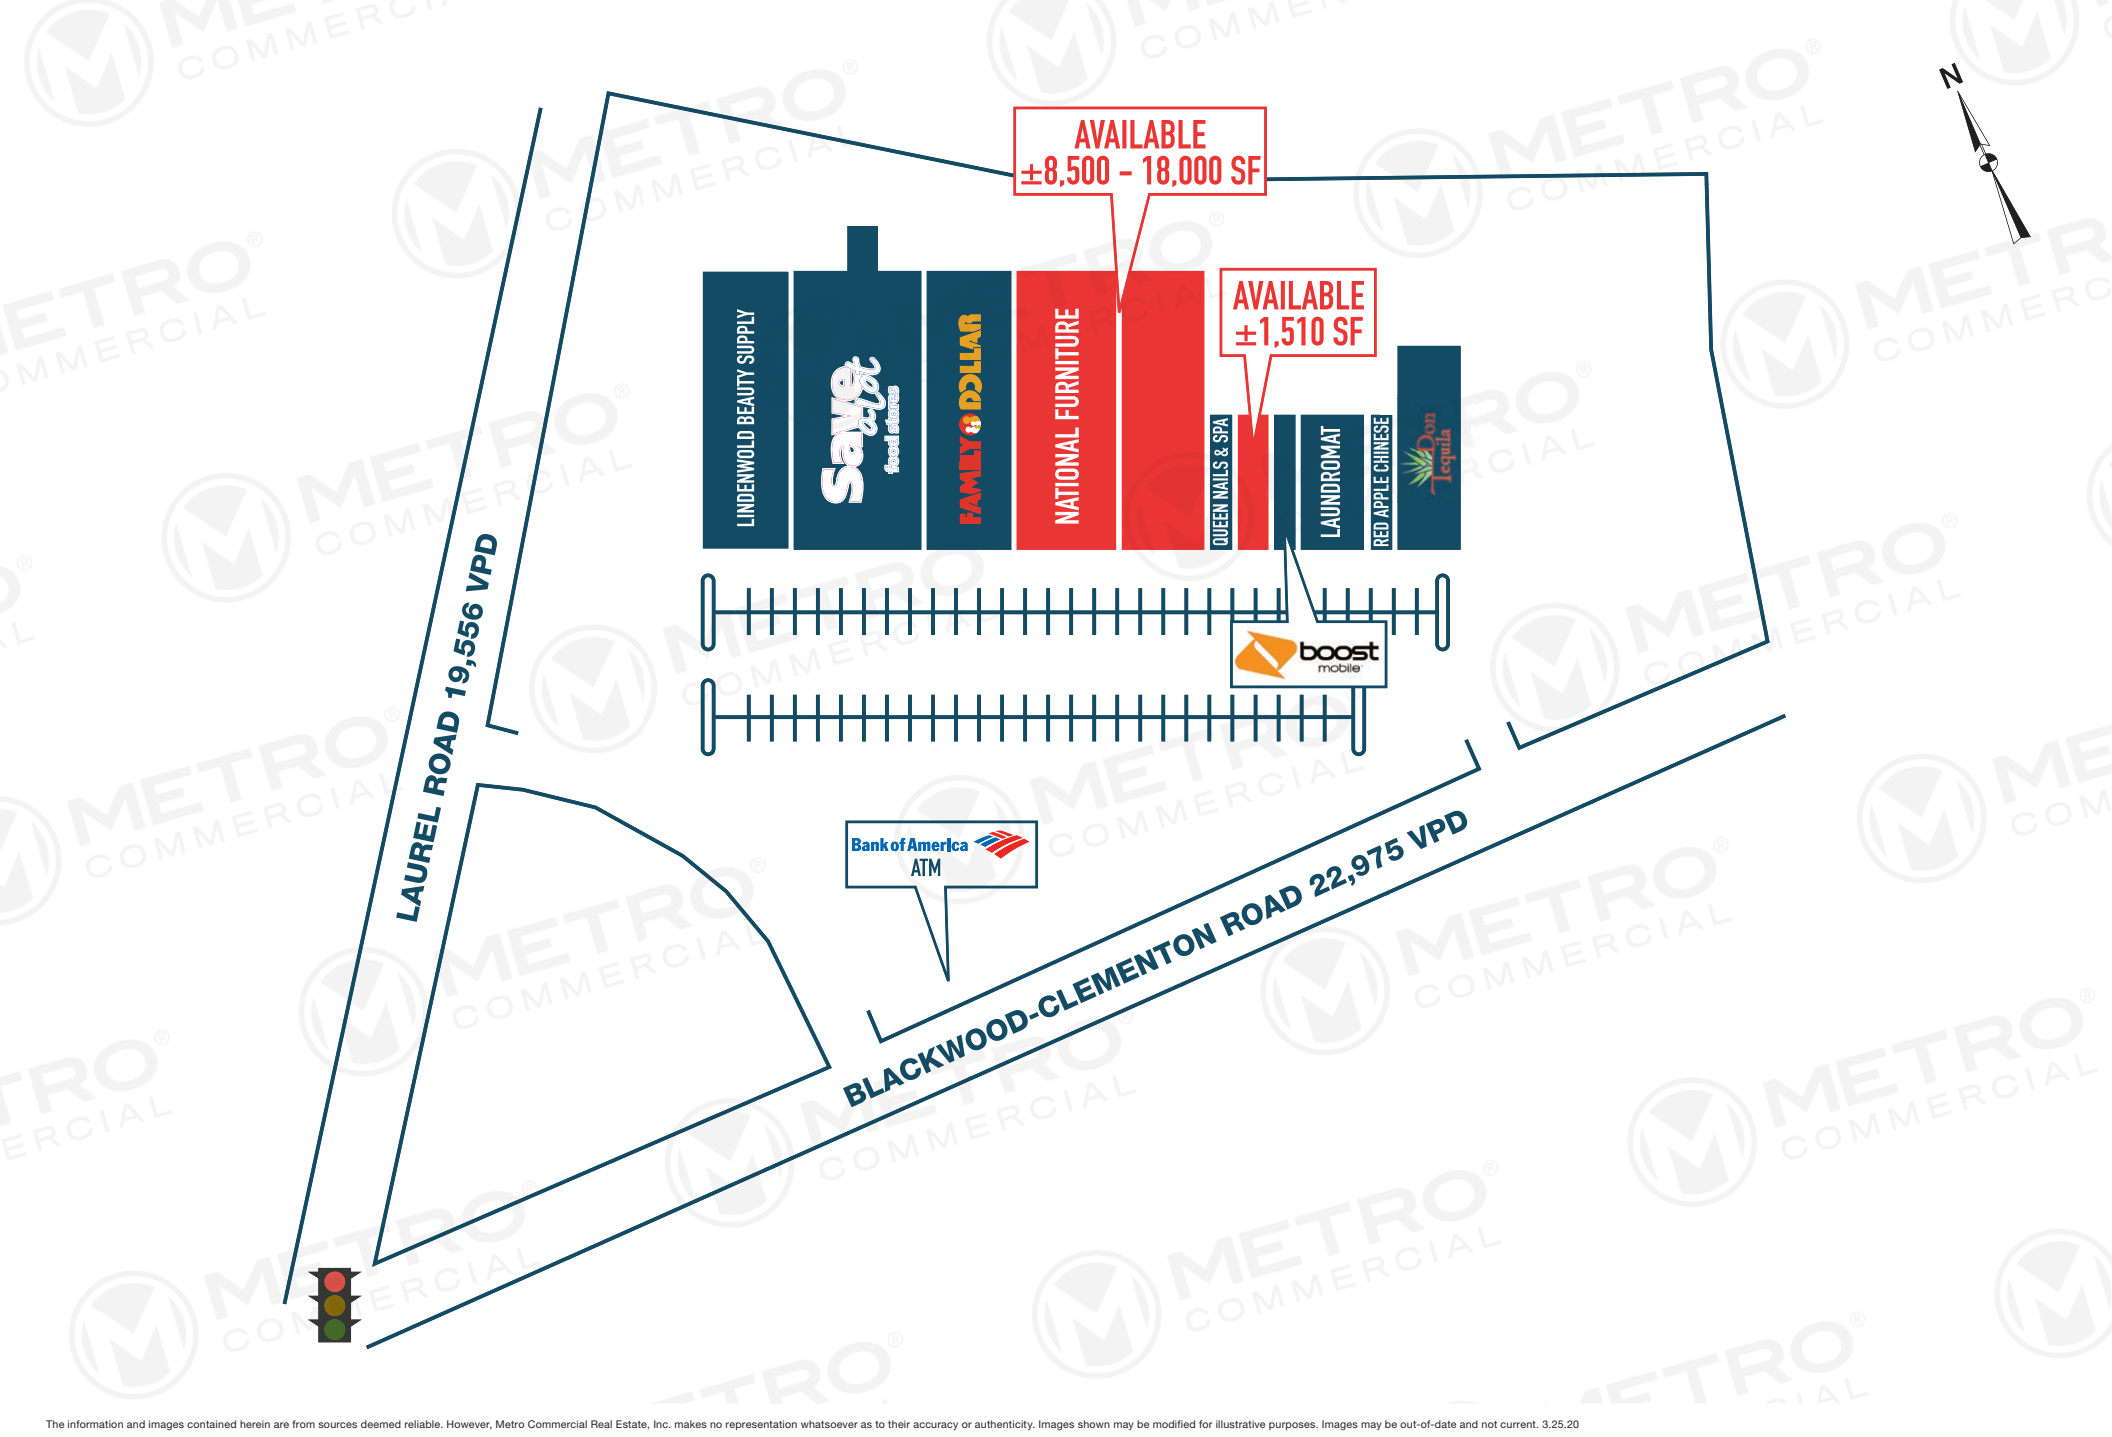 N
AVAILABLE
±8,500 – 18,000 SF
AVAILABLE
±1,510 SF
LINDENWOLD BEAUTY SUPPLY
Save
a lot
food stores
FAMILY DOLLAR
NATIONAL FURNITURE
QUEEN NAILS & SPA
LAUNDROMAT
RED APPLE CHINESE
Don
Tequila
boost
mobile
LAUREL ROAD 19,556 VPD
Bank of America
ATM
BLACKWOOD-CLEMENTON ROAD 22,975 VPD
METRO®
COMMERCIAL
The information and images contained herein are from sources deemed reliable. However, Metro Commercial Real Estate, Inc. makes no representation whatsoever as to their accuracy or authenticity. Images shown may be modified for illustrative purposes. Images may be out-of-date and not current. 3.25.20